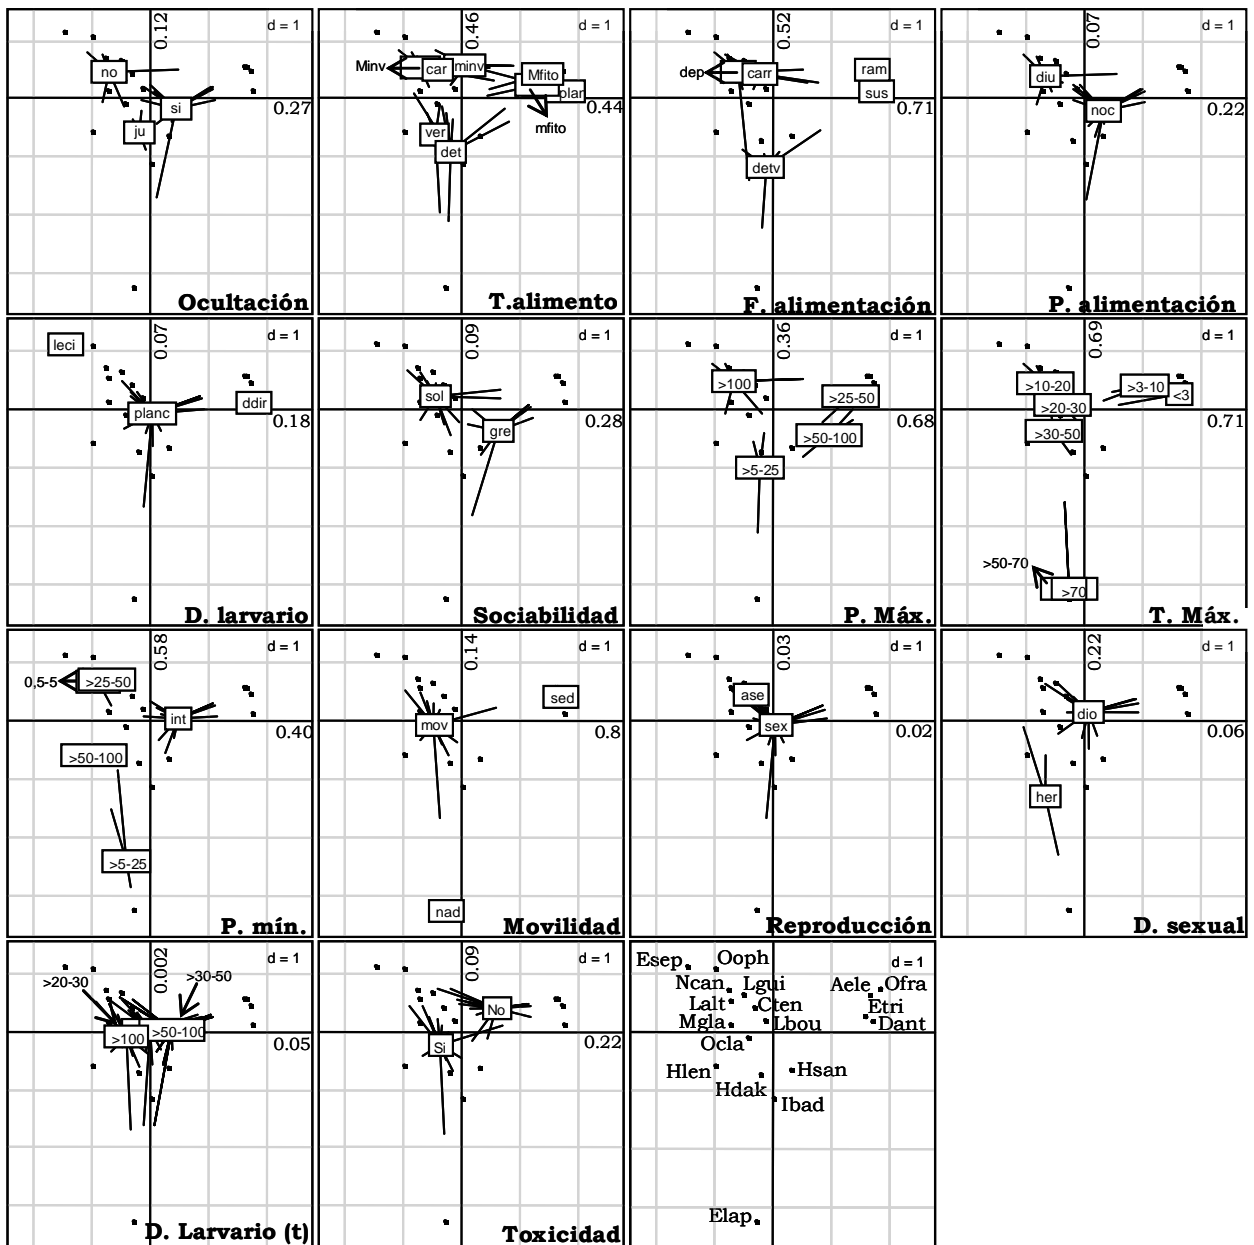 0.12
d = 1
no
si
0.27
ju
Ocultación
0.46
d = 1
Minv
car
minv
Mfito
plan
0.44
mfito
ver
det
T.alimento
0.52
d = 1
dep
carr
ram
sus
0.71
detv
F. alimentación
0.07
d = 1
diu
noc
0.22
P. alimentación
0.07
d = 1
leci
planc
ddir
0.18
D. larvario
0.09
d = 1
sol
gre
0.28
Sociabilidad
0.36
d = 1
>100
>25-50
0.68
>50-100
>5-25
P. Máx.
0.69
d = 1
>10-20
>3-10
<3
>20-30
0.71
>30-50
>50-70
>70
T. Máx.
0.58
d = 1
0,5-5
>25-50
int
0.40
>50-100
>5-25
P. mín.
0.14
d = 1
sed
mov
0.8
nad
Movilidad
0.03
d = 1
ase
sex
0.02
Reproducción
0.22
d = 1
dio
0.06
her
D. sexual
0.002
d = 1
>20-30
>30-50
>100
>50-100
0.05
D. Larvario (t)
0.09
d = 1
No
Si
0.22
Toxicidad
d = 1
Esep
Ooph
Ncan
Lgui
Aele
Ofra
Lalt
Cten
Etri
Mgla
Lbou
Dant
Ocla
Hlen
Hsan
Hdak
Ibad
Elap